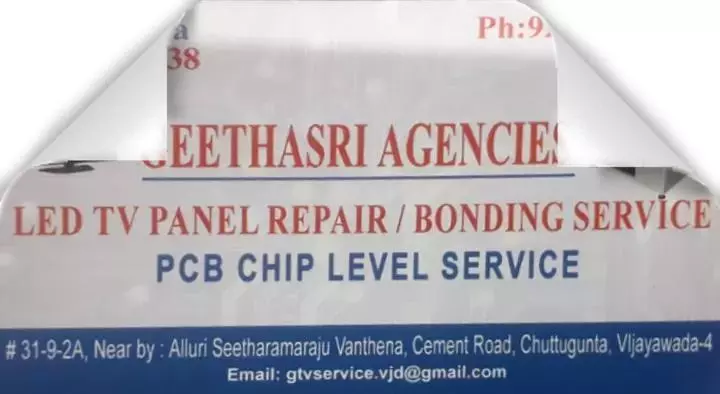 a Ph:9.
38
GEETHASRI AGENCIES
LED TV PANEL REPAIR / BONDING SERVICE
PCB CHIP LEVEL SERVICE
# 31-9-2A, Near by : Alluri Seetharamaraju Vanthena, Cement Road, Chuttugunta, VIjayawada-4
Email: gtvservice.vjd@gmail.com